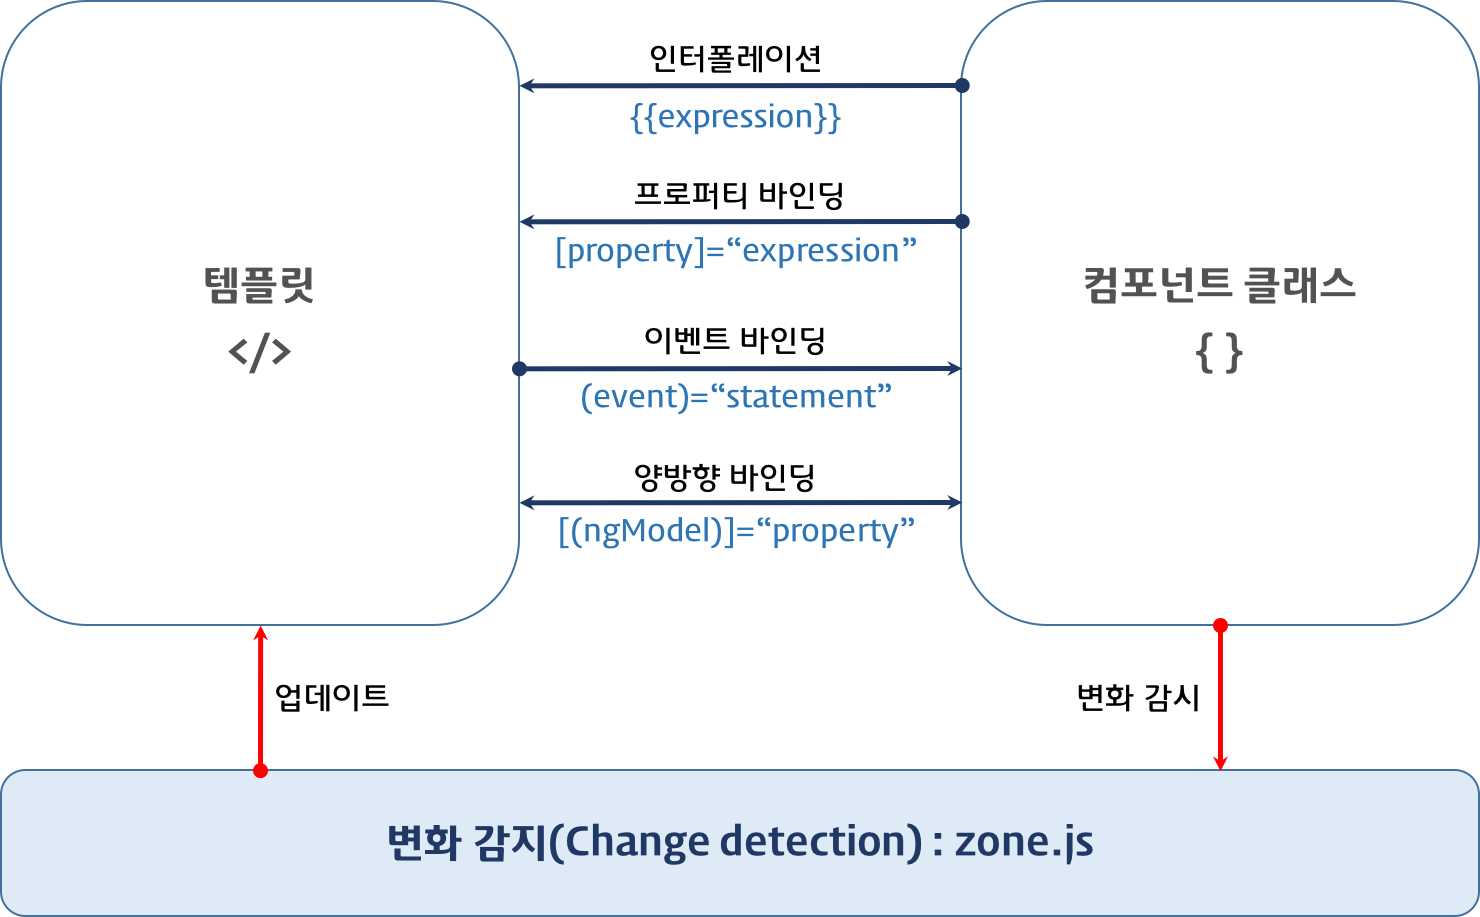 인터폴레이션
{{expression}}
프로퍼티 바인딩
[property]=“expression”
템플릿
</>
컴포넌트 클래스
{ }
이벤트 바인딩
(event)=“statement”
양방향 바인딩
[(ngModel)]=“property”
업데이트
변화 감시
변화 감지(Change detection) : zone.js